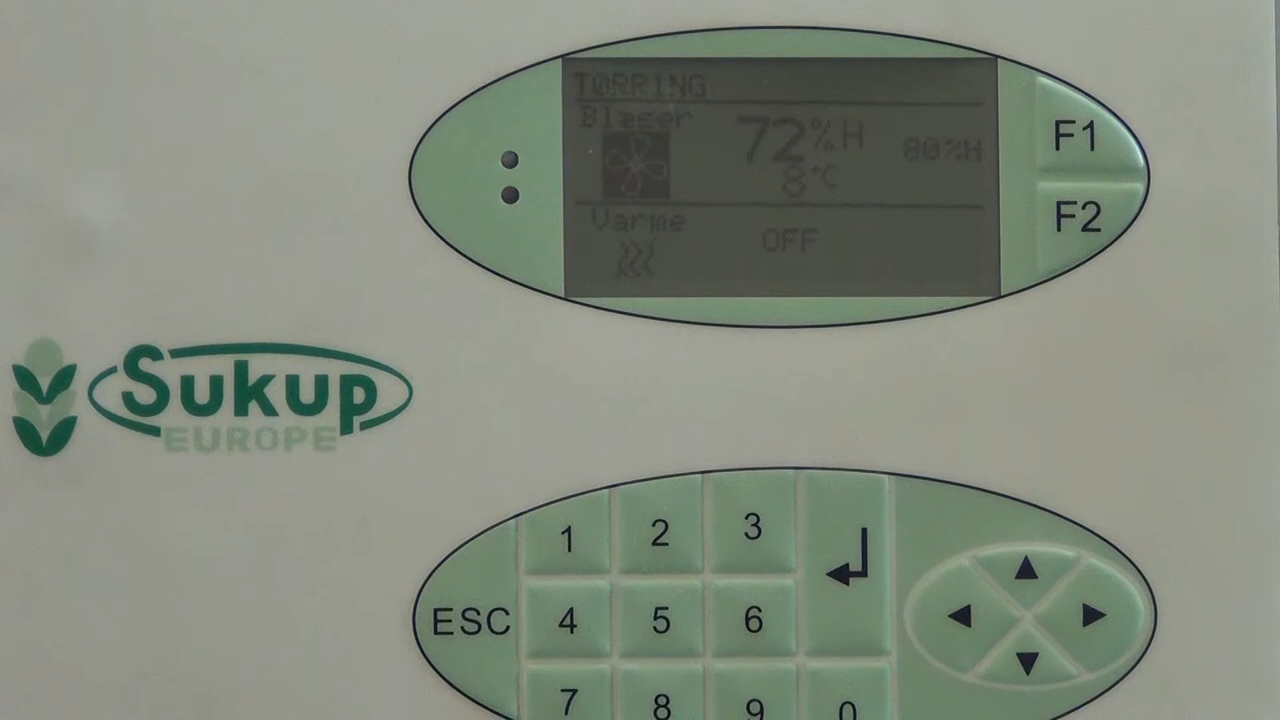 TØRRING
Blæser
72%H
80%H
8°C
Varme
OFF
F1
F2
Sukup
EUROPE
ESC
1 2 3
4 5 6
7 8 9 0